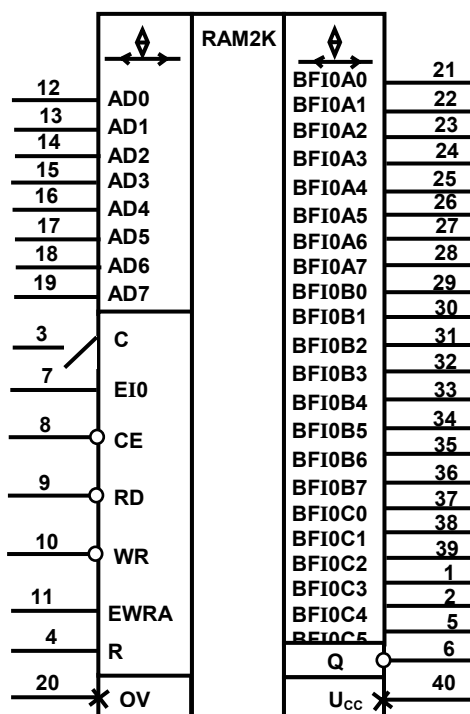 RAM2K
12 AD0
13 AD1
14 AD2
15 AD3
16 AD4
17 AD5
18 AD6
19 AD7
3 C
7 EI0
8 CE
9 RD
10 WR
11 EWRA
4 R
20 OV
BFI0A0 21
BFI0A1 22
BFI0A2 23
BFI0A3 24
BFI0A4 25
BFI0A5 26
BFI0A6 27
BFI0A7 28
BFI0B0 29
BFI0B1 30
BFI0B2 31
BFI0B3 32
BFI0B4 33
BFI0B5 34
BFI0B6 35
BFI0B7 36
BFI0C0 37
BFI0C1 38
BFI0C2 39
BFI0C3 1
BFI0C4 2
BFI0C5 5
Q 6
Ucc 40